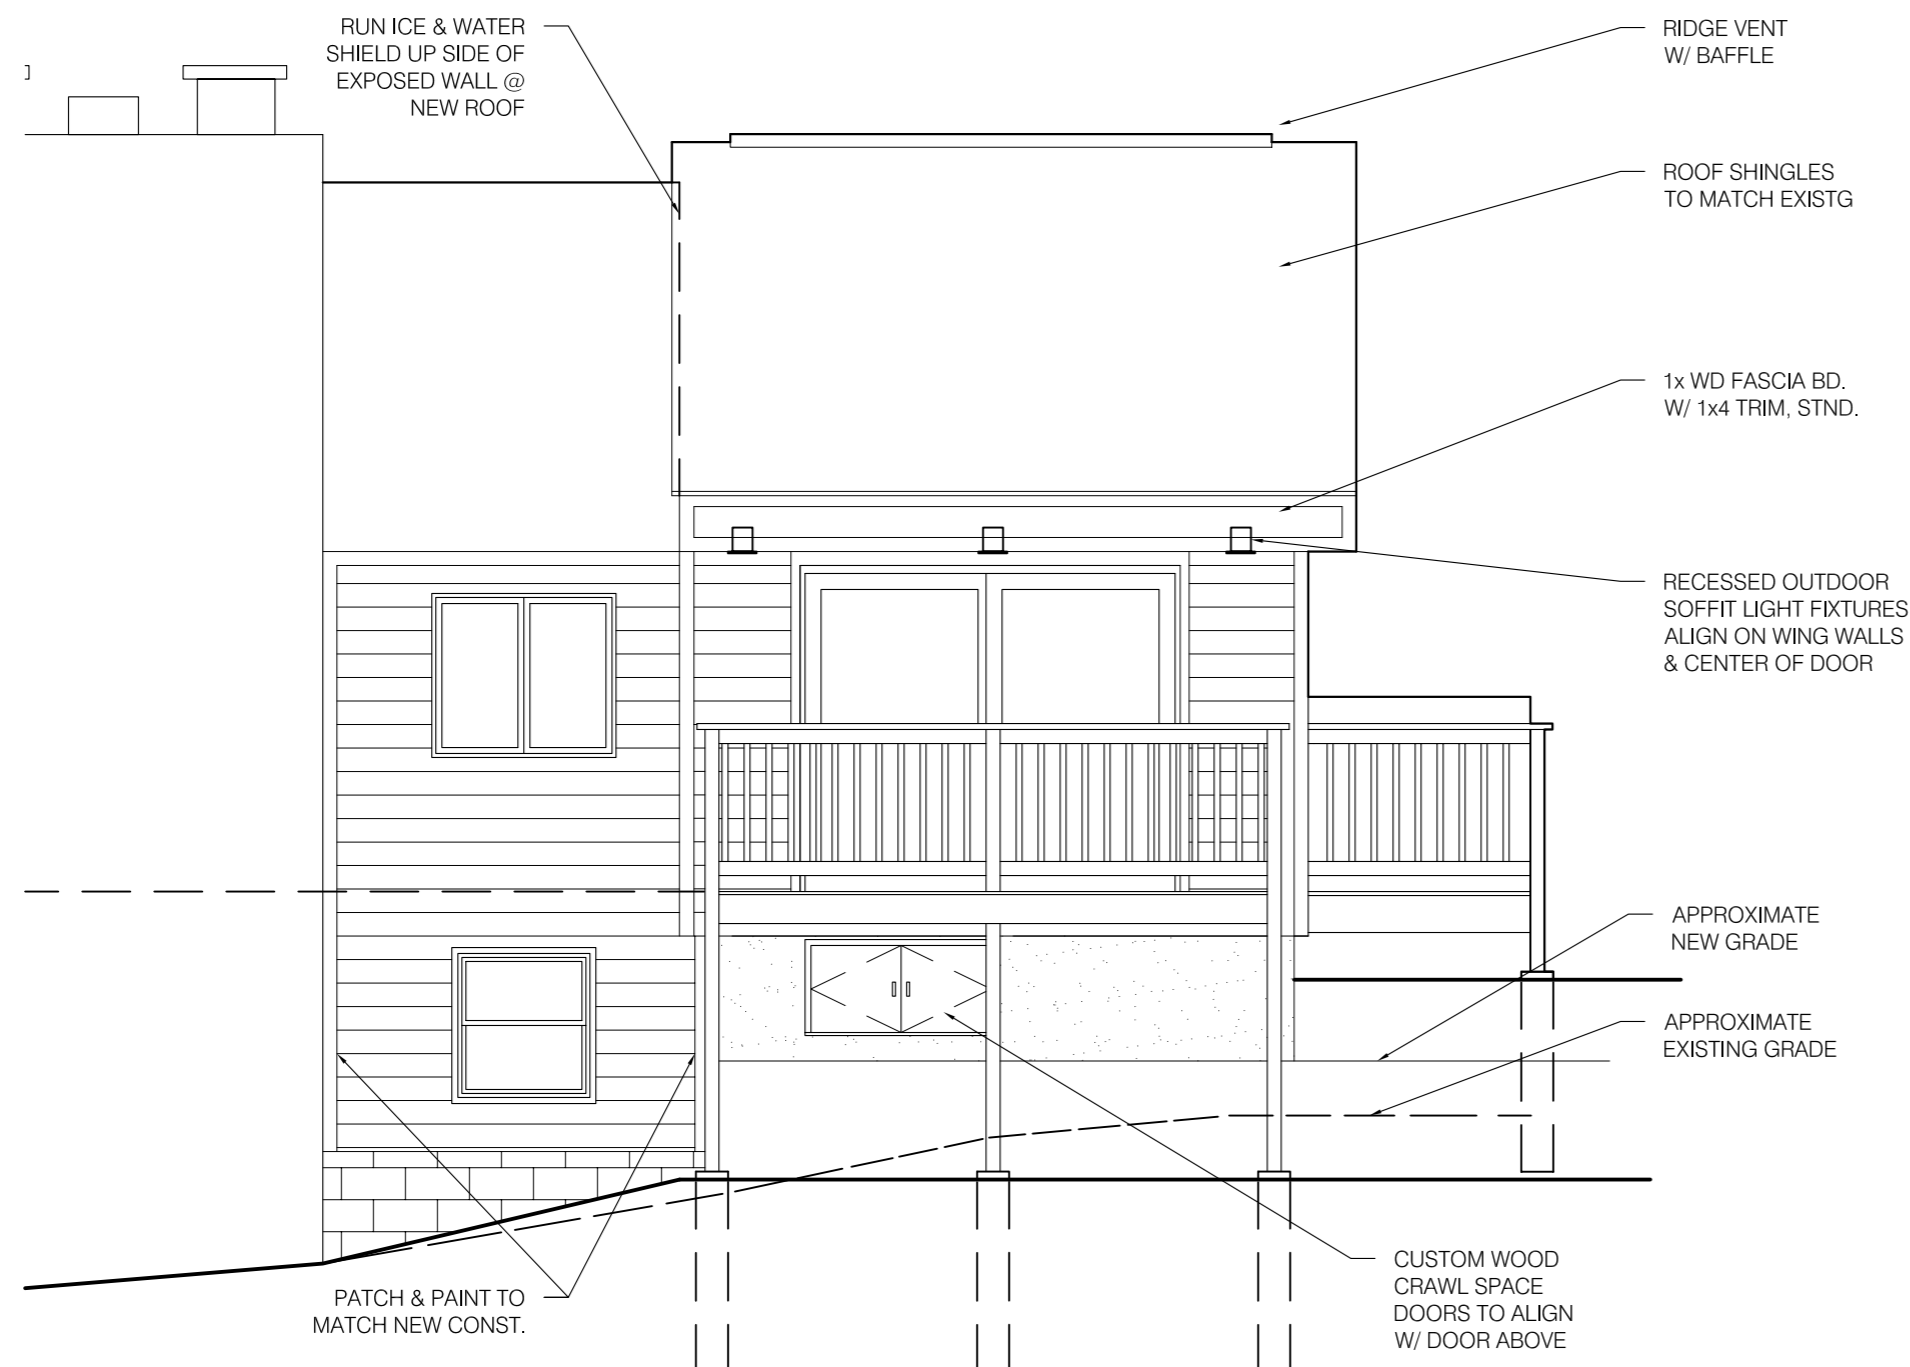 RUN ICE & WATER
SHIELD UP SIDE OF
EXPOSED WALL @
NEW ROOF
RIDGE VENT
W/ BAFFLE
ROOF SHINGLES
TO MATCH EXISTG
1x WD FASCIA BD.
W/ 1x4 TRIM, STND.
RECESSED OUTDOOR
SOFFIT LIGHT FIXTURES
ALIGN ON WING WALLS
& CENTER OF DOOR
APPROXIMATE
NEW GRADE
APPROXIMATE
EXISTING GRADE
PATCH & PAINT TO
MATCH NEW CONST.
CUSTOM WOOD
CRAWL SPACE
DOORS TO ALIGN
W/ DOOR ABOVE